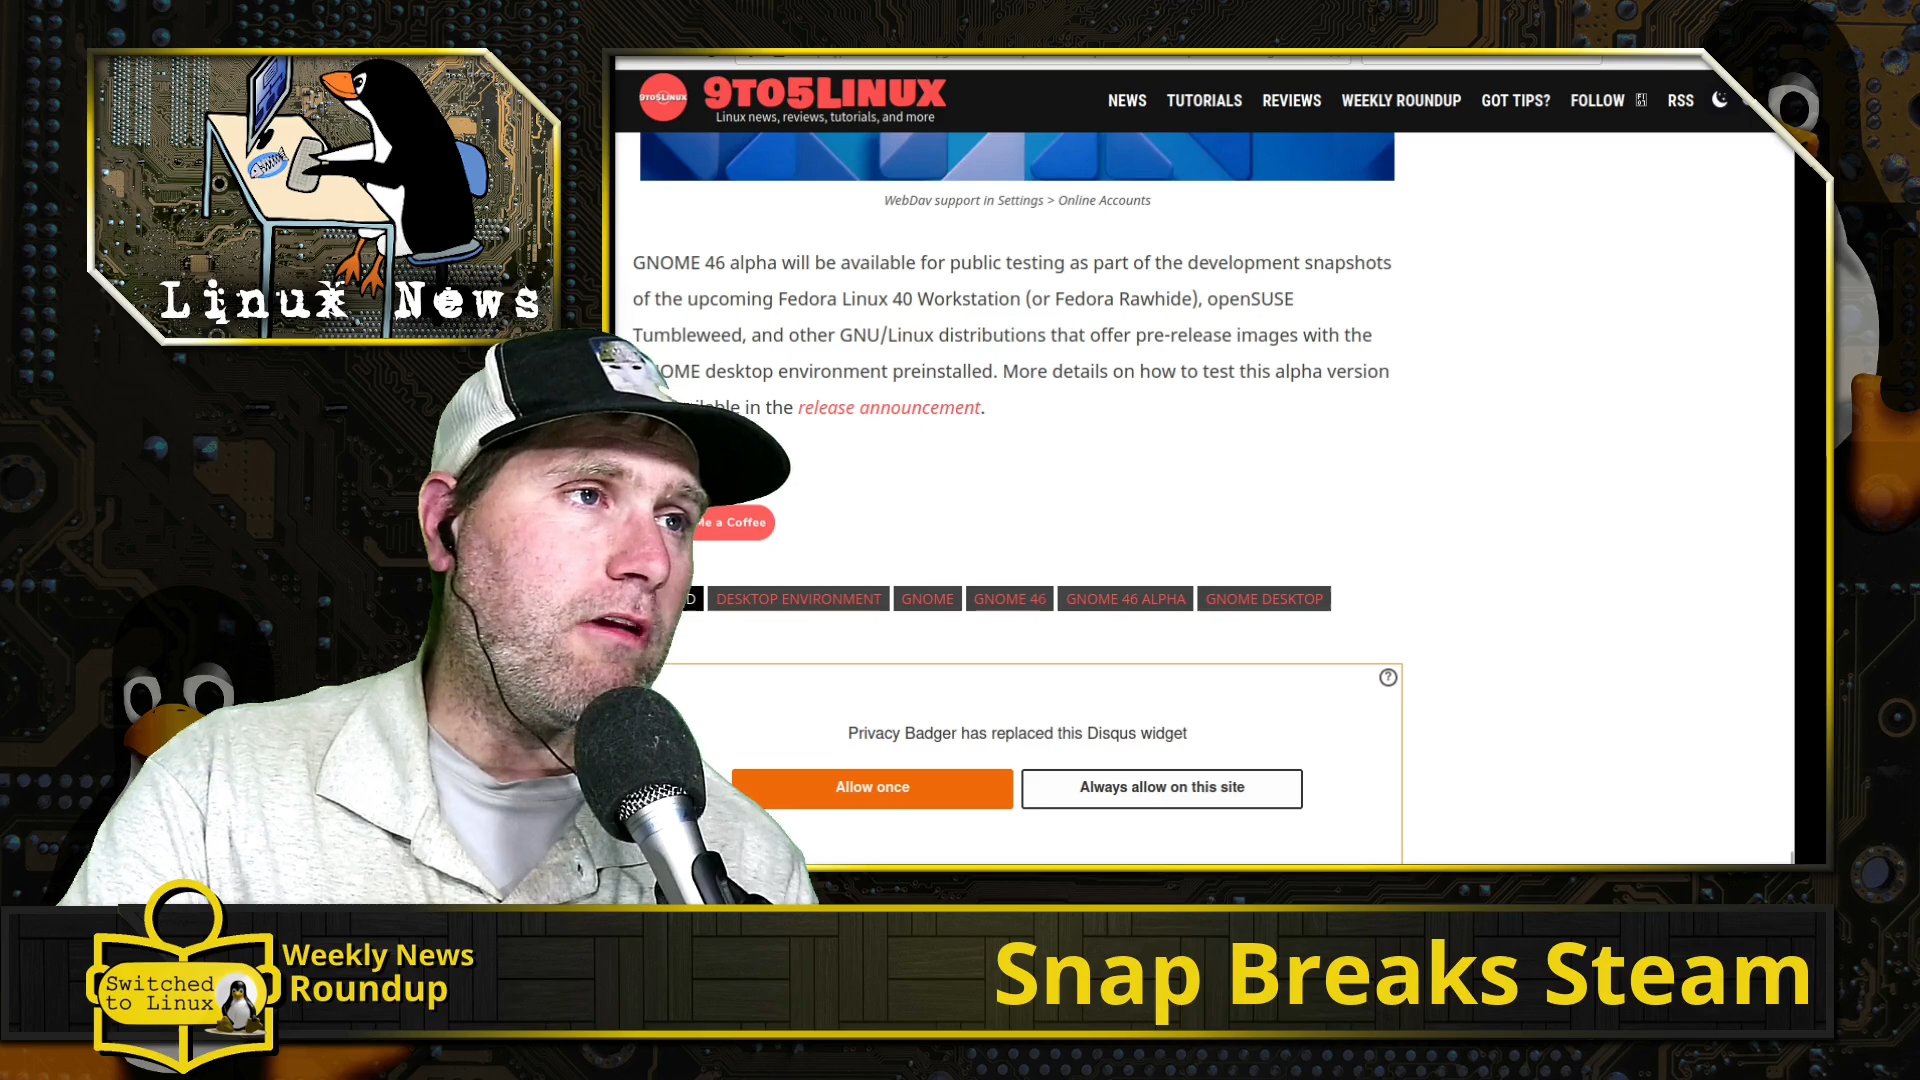 Linux News
9TO5LINUX
9TO5LINUX
Linux news, reviews, tutorials, and more
NEWS TUTORIALS REVIEWS WEEKLY ROUNDUP GOT TIPS? FOLLOW RSS
WebDav support in Settings > Online Accounts
GNOME 46 alpha will be available for public testing as part of the development snapshots
of the upcoming Fedora Linux 40 Workstation (or Fedora Rawhide), openSUSE
Tumbleweed, and other GNU/Linux distributions that offer pre-release images with the
OME desktop environment preinstalled. More details on how to test this alpha version
in the release announcement.
Me a Coffee
D DESKTOP ENVIRONMENT GNOME GNOME 46 GNOME 46 ALPHA GNOME DESKTOP
?
Privacy Badger has replaced this Disqus widget
Allow once Always allow on this site
Switched
to Linux
Weekly News
Roundup
Snap Breaks Steam